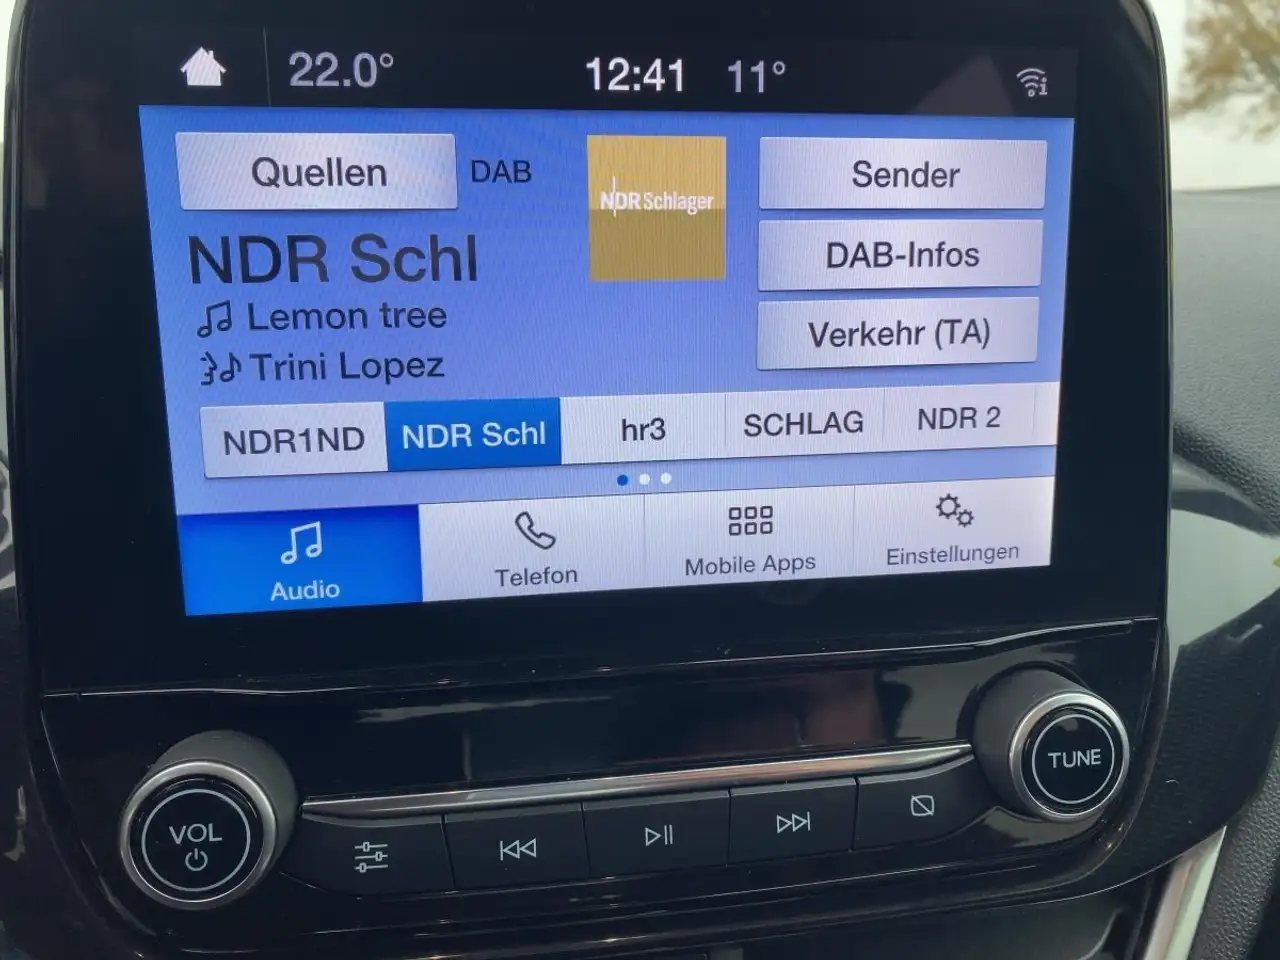 22.0° 12:41 11°
Quellen DAB
NDR Schlager
Sender
NDR Schl
DAB-Infos
Lemon tree
Verkehr (TA)
Trini Lopez
NDR1ND NDR Schl hr3 SCHLAG NDR 2
Audio Telefon Mobile Apps Einstellungen
VOL
TUNE